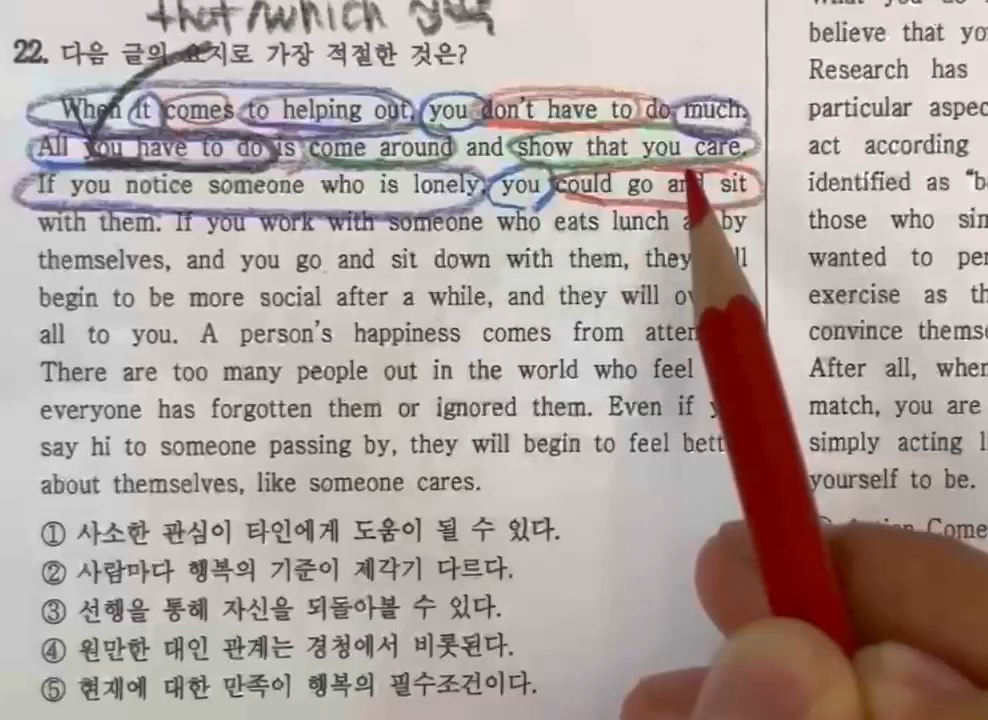 that/which 생략
22. 다음 글의 요지로 가장 적절한 것은?
When it comes to helping out, you don't have to do much.
All you have to do is come around and show that you care.
If you notice someone who is lonely, you could go and sit
with them. If you work with someone who eats lunch by
themselves, and you go and sit down with them, they
begin to be more social after a while, and they will
all to you. A person's happiness comes from
There are too many people out in the world who feel
everyone has forgotten them or ignored them. Even if
say hi to someone passing by, they will begin to feel
about themselves, like someone cares.
① 사소한 관심이 타인에게 도움이 될 수 있다.
② 사람마다 행복의 기준이 제각기 다르다.
③ 선행을 통해 자신을 되돌아볼 수 있다.
④ 원만한 대인 관계는 경청에서 비롯된다.
⑤ 현재에 대한 만족이 행복의 필수조건이다.
believe that
Research has
particular
act according
identified as
those who
wanted to
exercise as
convince
After all,
match, you are
simply acting
yourself to be.